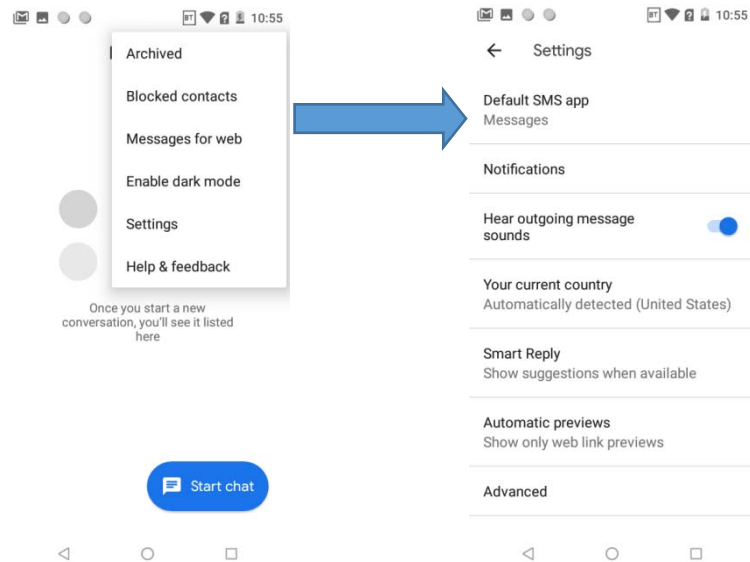 BT 10:55
Archived
Blocked contacts
Messages for web
Enable dark mode
Settings
Help & feedback
Once you start a new
conversation, you'll see it listed
here
Start chat
BT 10:55
Settings
Default SMS app
Messages
Notifications
Hear outgoing message
sounds
Your current country
Automatically detected (United States)
Smart Reply
Show suggestions when available
Automatic previews
Show only web link previews
Advanced